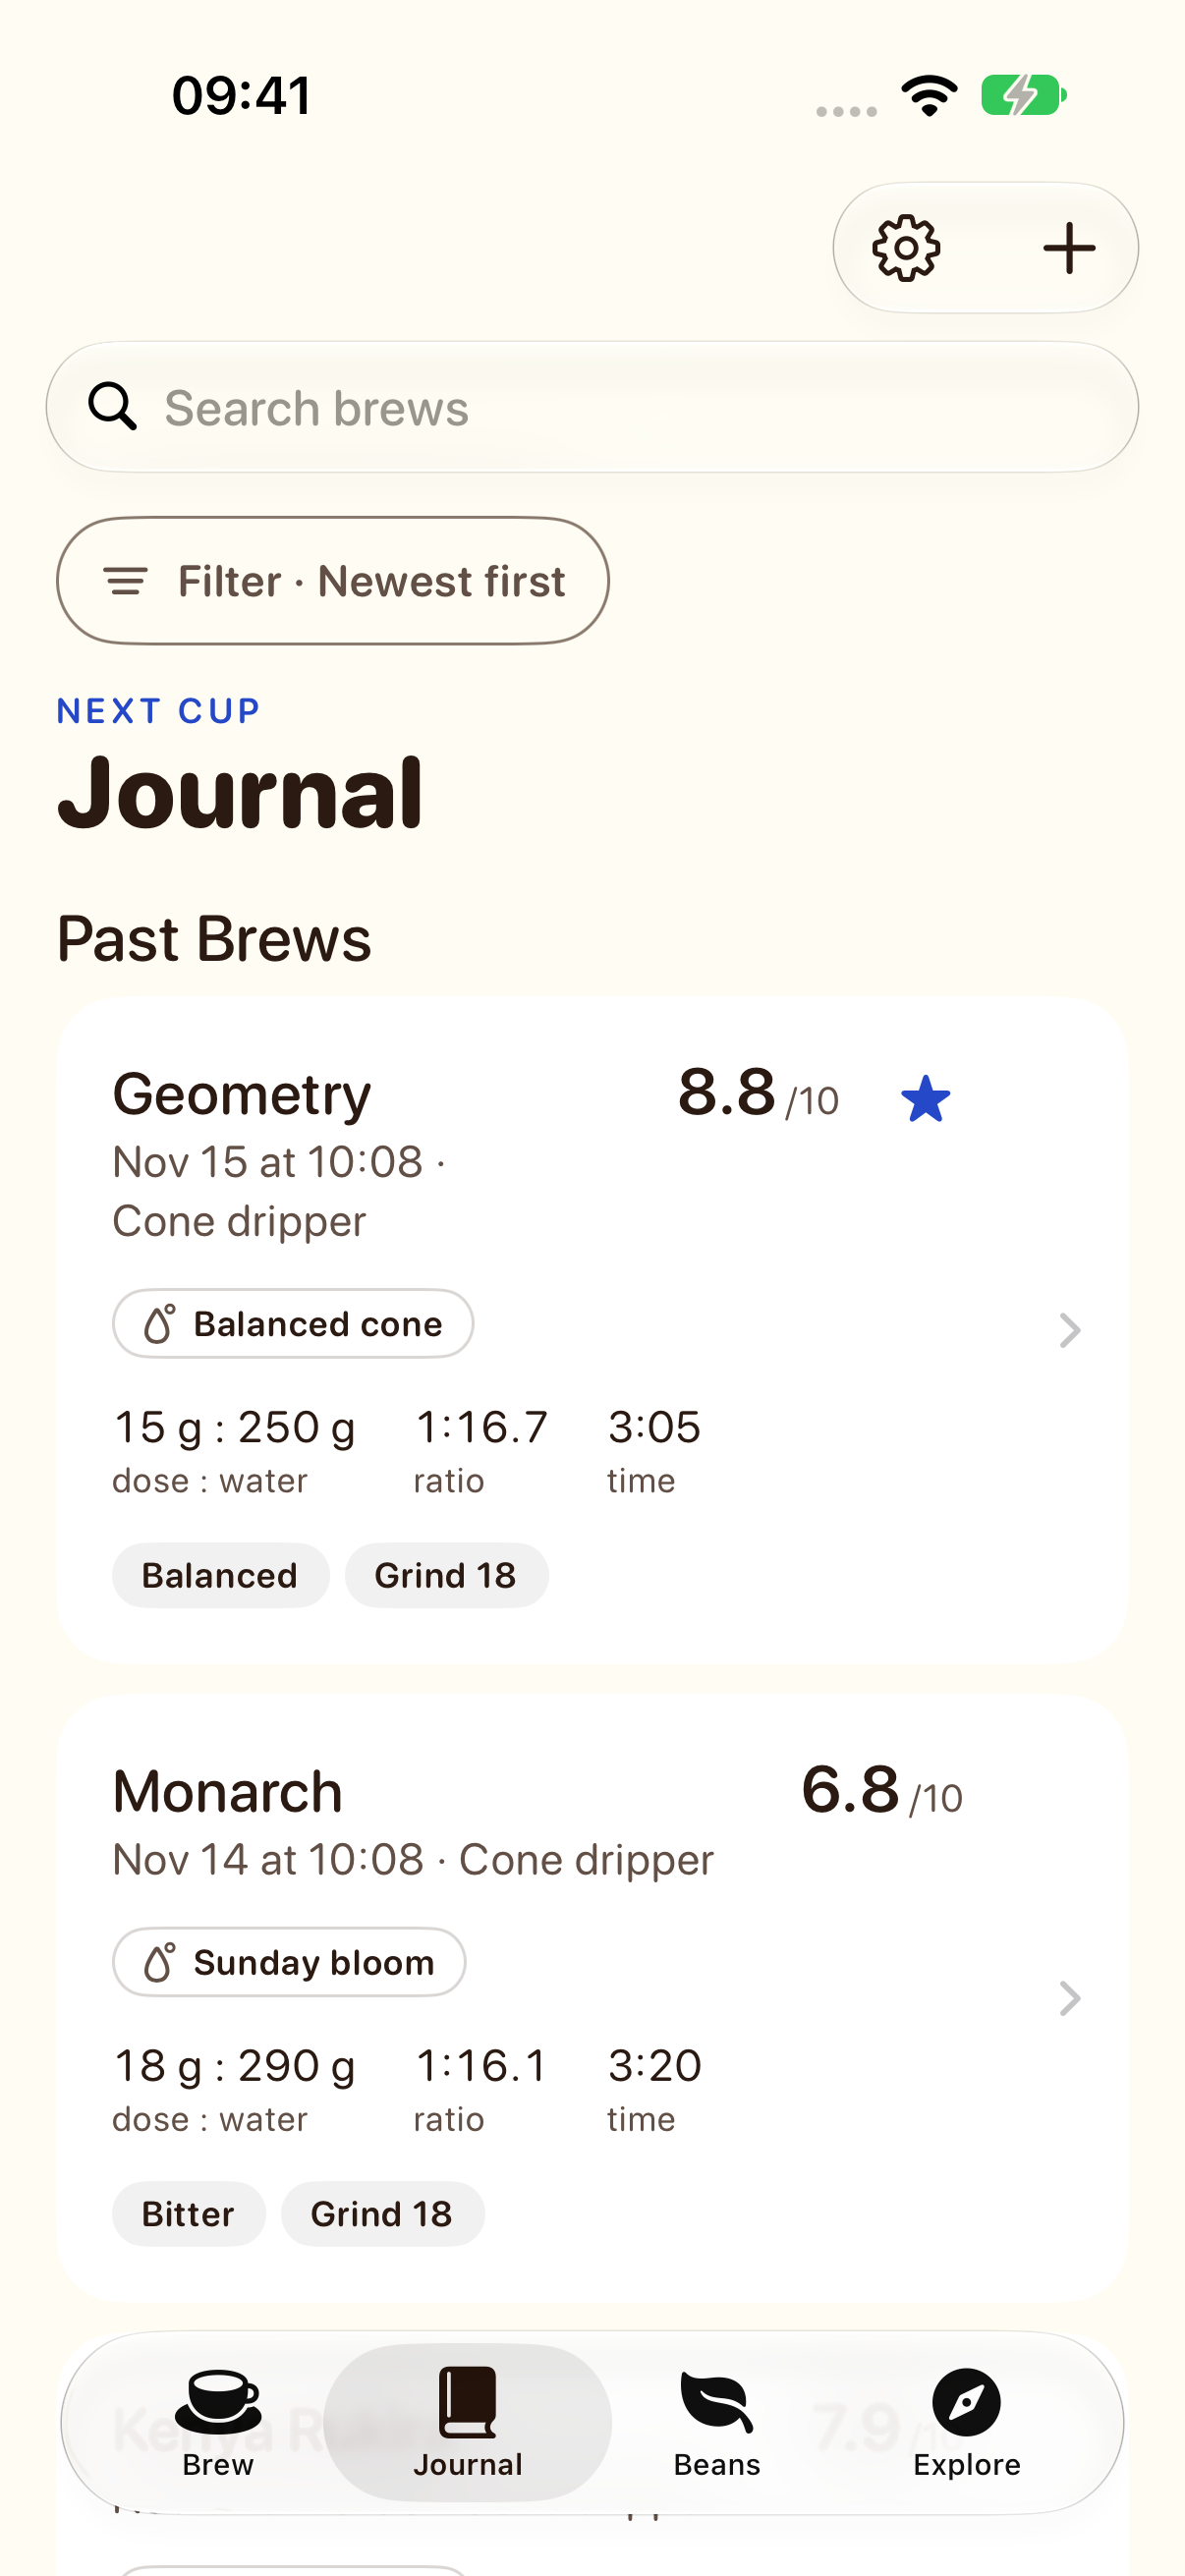 09:41
Search brews
Filter · Newest first
NEXT CUP
Journal
Past Brews
Geometry 8.8 /10
Nov 15 at 10:08 ·
Cone dripper
Balanced cone
15 g : 250 g 1:16.7 3:05
dose : water ratio time
Balanced Grind 18
Monarch 6.8 /10
Nov 14 at 10:08 · Cone dripper
Sunday bloom
18 g : 290 g 1:16.1 3:20
dose : water ratio time
Bitter Grind 18
Kenya 7.9
Brew Journal Beans Explore